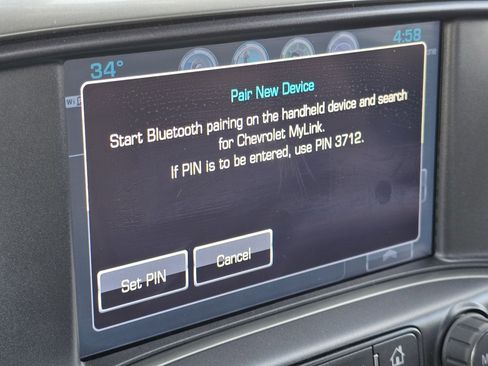 34°
4:58
Pair New Device
Start Bluetooth pairing on the handheld device and search
for Chevrolet MyLink.
If PIN is to be entered, use PIN 3712.
Set PIN
Cancel